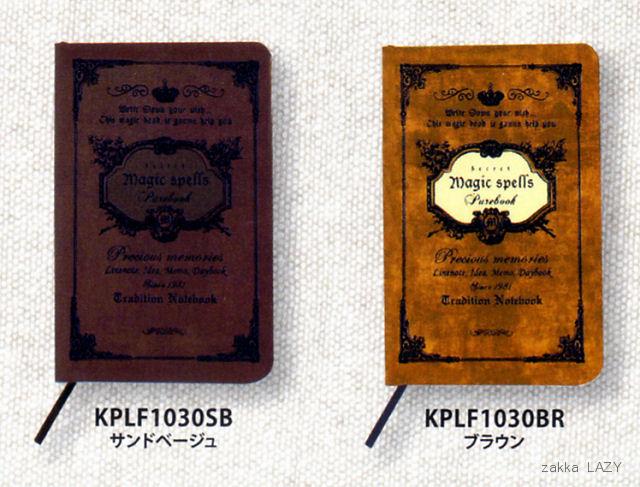 Write Down your wish...
This magic book is gonna help you
Secret
Magic spells
Purebook
Precious memories
Linenote, Idea, Memo, Daybook
Since 1981
Tradition Notebook
KPLF1030SB
サンドベージュ
Write Down your wish...
This magic book is gonna help you
Secret
Magic spells
Purebook
Precious memories
Linenote, Idea, Memo, Daybook
Since 1981
Tradition Notebook
KPLF1030BR
ブラウン
zakka LAZY